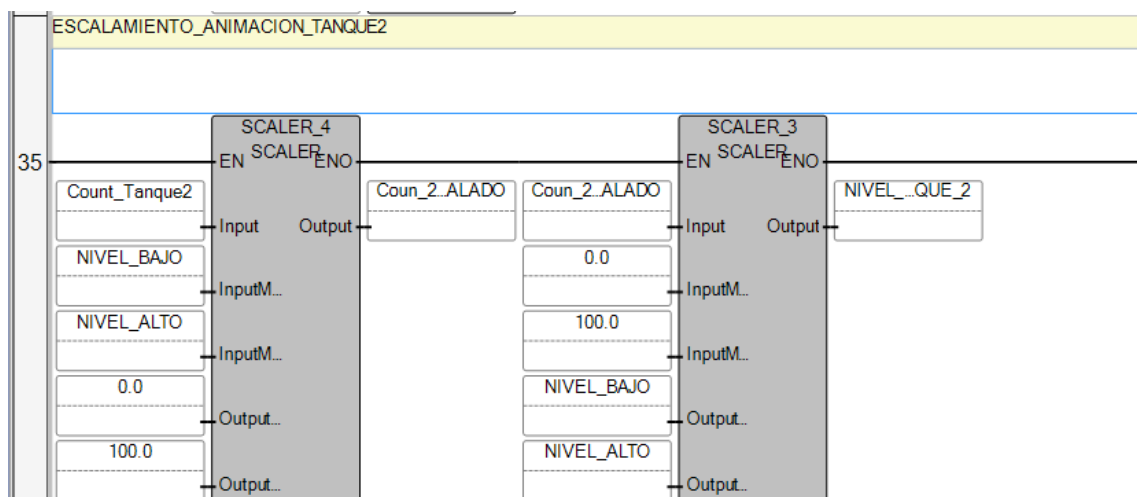 ESCALAMIENTO_ANIMACION_TANQUE2
35
SCALER_4
SCALER
EN
ENO
Count_Tanque2
Input
Output
Coun_2..ALADO
NIVEL_BAJO
InputM...
NIVEL_ALTO
InputM...
0.0
Output...
100.0
Output...
SCALER_3
SCALER
EN
ENO
Coun_2..ALADO
Input
Output
NIVEL_...QUE_2
0.0
InputM...
100.0
InputM...
NIVEL_BAJO
Output...
NIVEL_ALTO
Output...